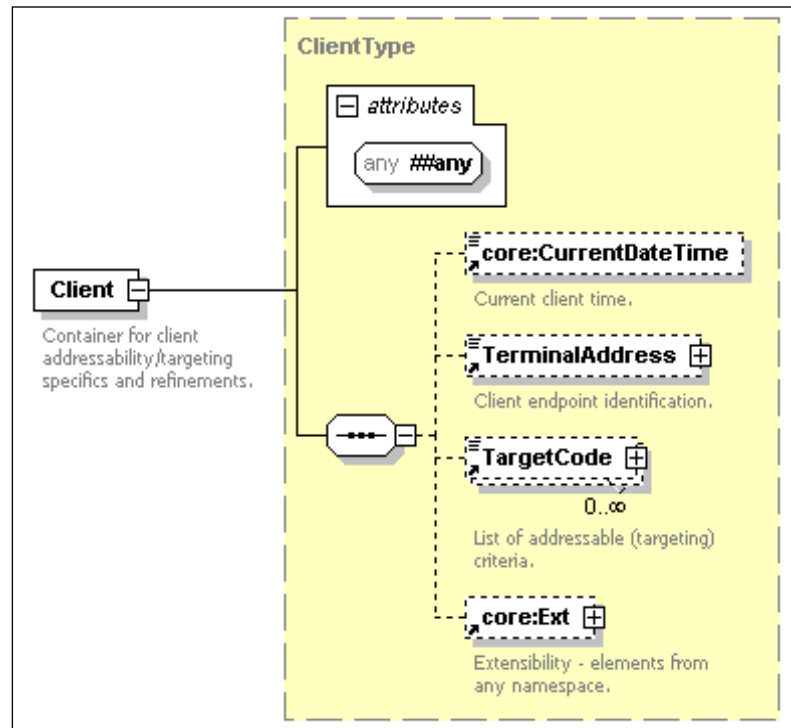 ClientType
attributes
any ##any
Client
Container for client
addressability/targeting
specifics and refinements.
core:CurrentDateTime
Current client time.
TerminalAddress
Client endpoint identification.
TargetCode
0..∞
List of addressable (targeting)
criteria.
core:Ext
Extensibility - elements from
any namespace.